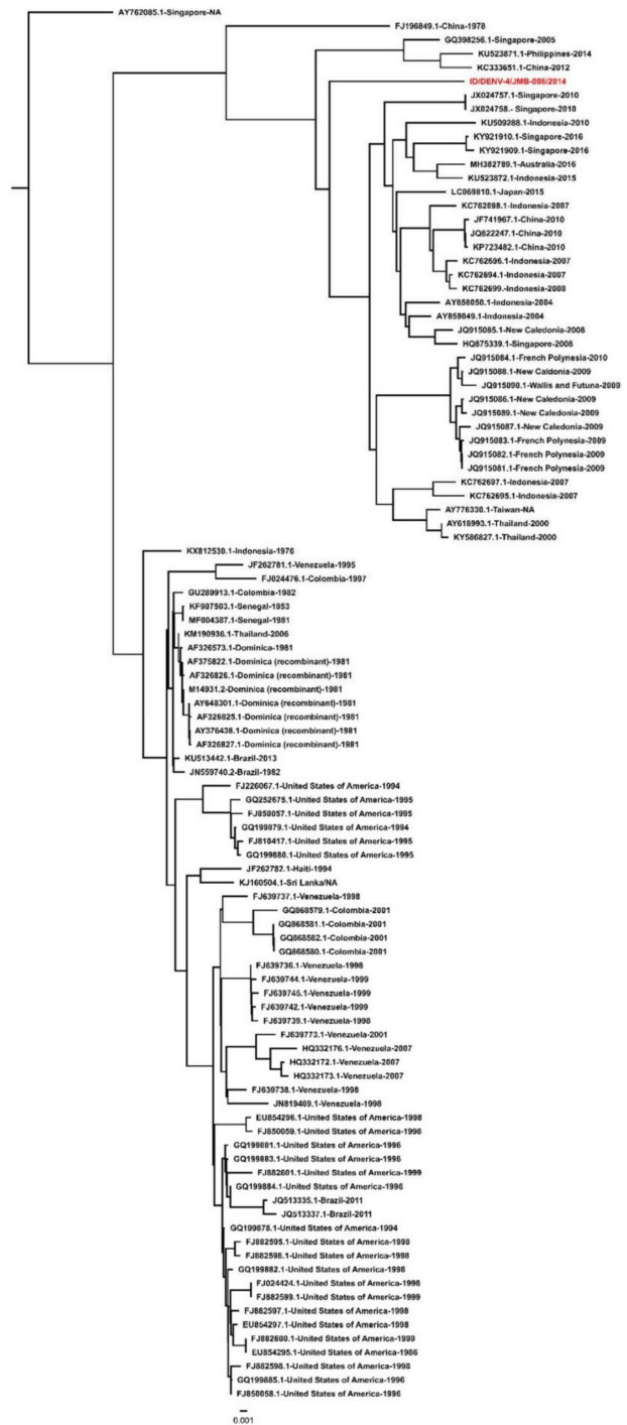 AY762085.1-Singapore-NA
FJ196849.1-China-1978
GQ398256.1-Singapore-2005
KU523871.1-Philippines-2014
KC333651.1-China-2012
ID/DENV-4/JMB-086/2014
JX024757.1-Singapore-2010
JX024758.- Singapore-2010
KU509288.1-Indonesia-2010
KY921910.1-Singapore-2016
KY921909.1-Singapore-2016
MH382789.1-Australia-2016
KU523872.1-Indonesia-2015
LC069810.1-Japan-2015
KC762698.1-Indonesia-2007
JF741967.1-China-2010
JQ822247.1-China-2010
KP723482.1-China-2010
KC762696.1-Indonesia-2007
KC762694.1-Indonesia-2007
KC762699.-Indonesia-2008
AY858050.1-Indonesia-2004
AY858049.1-Indonesia-2004
JQ915085.1-New Caledonia-2008
HQ875339.1-Singapore-2008
JQ915084.1-French Polynesia-2010
JQ915088.1-New Caldonia-2009
JQ915090.1-Wallis and Futuna-2009
JQ915086.1-New Caledonia-2009
JQ915089.1-New Caledonia-2009
JQ915087.1-New Caledonia-2009
JQ915083.1-French Polynesia-2009
JQ915082.1-French Polynesia-2009
JQ915081.1-French Polynesia-2009
KC762697.1-Indonesia-2007
KC762695.1-Indonesia-2007
AY776330.1-Taiwan-NA
AY618993.1-Thailand-2000
KY586827.1-Thailand-2000
KX812530.1-Indonesia-1976
JF262781.1-Venezuela-1995
FJ024476.1-Colombia-1997
GU289913.1-Colombia-1982
KF907503.1-Senegal-1953
MF004387.1-Senegal-1981
KM190936.1-Thailand-2006
AF326573.1-Dominica-1981
AF375822.1-Dominica (recombinant)-1981
AF326826.1-Dominica (recombinant)-1981
M14931.2-Dominica (recombinant)-1981
AY648301.1-Dominica (recombinant)-1981
AF326825.1-Dominica (recombinant)-1981
AY376438.1-Dominica (recombinant)-1981
AF326827.1-Dominica (recombinant)-1981
KU513442.1-Brazil-2013
JN559740.2-Brazil-1982
FJ226067.1-United States of America-1994
GQ252675.1-United States of America-1995
FJ850057.1-United States of America-1995
GQ199879.1-United States of America-1994
FJ810417.1-United States of America-1995
GQ199880.1-United States of America-1995
JF262782.1-Haiti-1994
KJ160504.1-Sri Lanka/NA
FJ639737.1-Venezuela-1998
GQ868579.1-Colombia-2001
GQ868581.1-Colombia-2001
GQ868582.1-Colombia-2001
GQ868580.1-Colombia-2001
FJ639736.1-Venezuela-1998
FJ639744.1-Venezuela-1999
FJ639745.1-Venezuela-1999
FJ639742.1-Venezuela-1999
FJ639739.1-Venezuela-1998
FJ639773.1-Venezuela-2001
HQ332176.1-Venezuela-2007
HQ332172.1-Venezuela-2007
HQ332173.1-Venezuela-2007
FJ639738.1-Venezuela-1998
JN819409.1-Venezuela-1998
EU854296.1-United States of America-1998
FJ850059.1-United States of America-1996
GQ199881.1-United States of America-1996
GQ199883.1-United States of America-1996
FJ882601.1-United States of America-1999
GQ199884.1-United States of America-1996
JQ513335.1-Brazil-2011
JQ513337.1-Brazil-2011
GQ199878.1-United States of America-1994
FJ882595.1-United States of America-1998
FJ882596.1-United States of America-1998
GQ199882.1-United States of America-1996
FJ024424.1-United States of America-1998
FJ882599.1-United States of America-1999
FJ882597.1-United States of America-1998
EU854297.1-United States of America-1998
FJ882600.1-United States of America-1999
EU854295.1-United States of America-1986
FJ882598.1-United States of America-1998
GQ199885.1-United States of America-1996
FJ850058.1-United States of America-1996
0.001